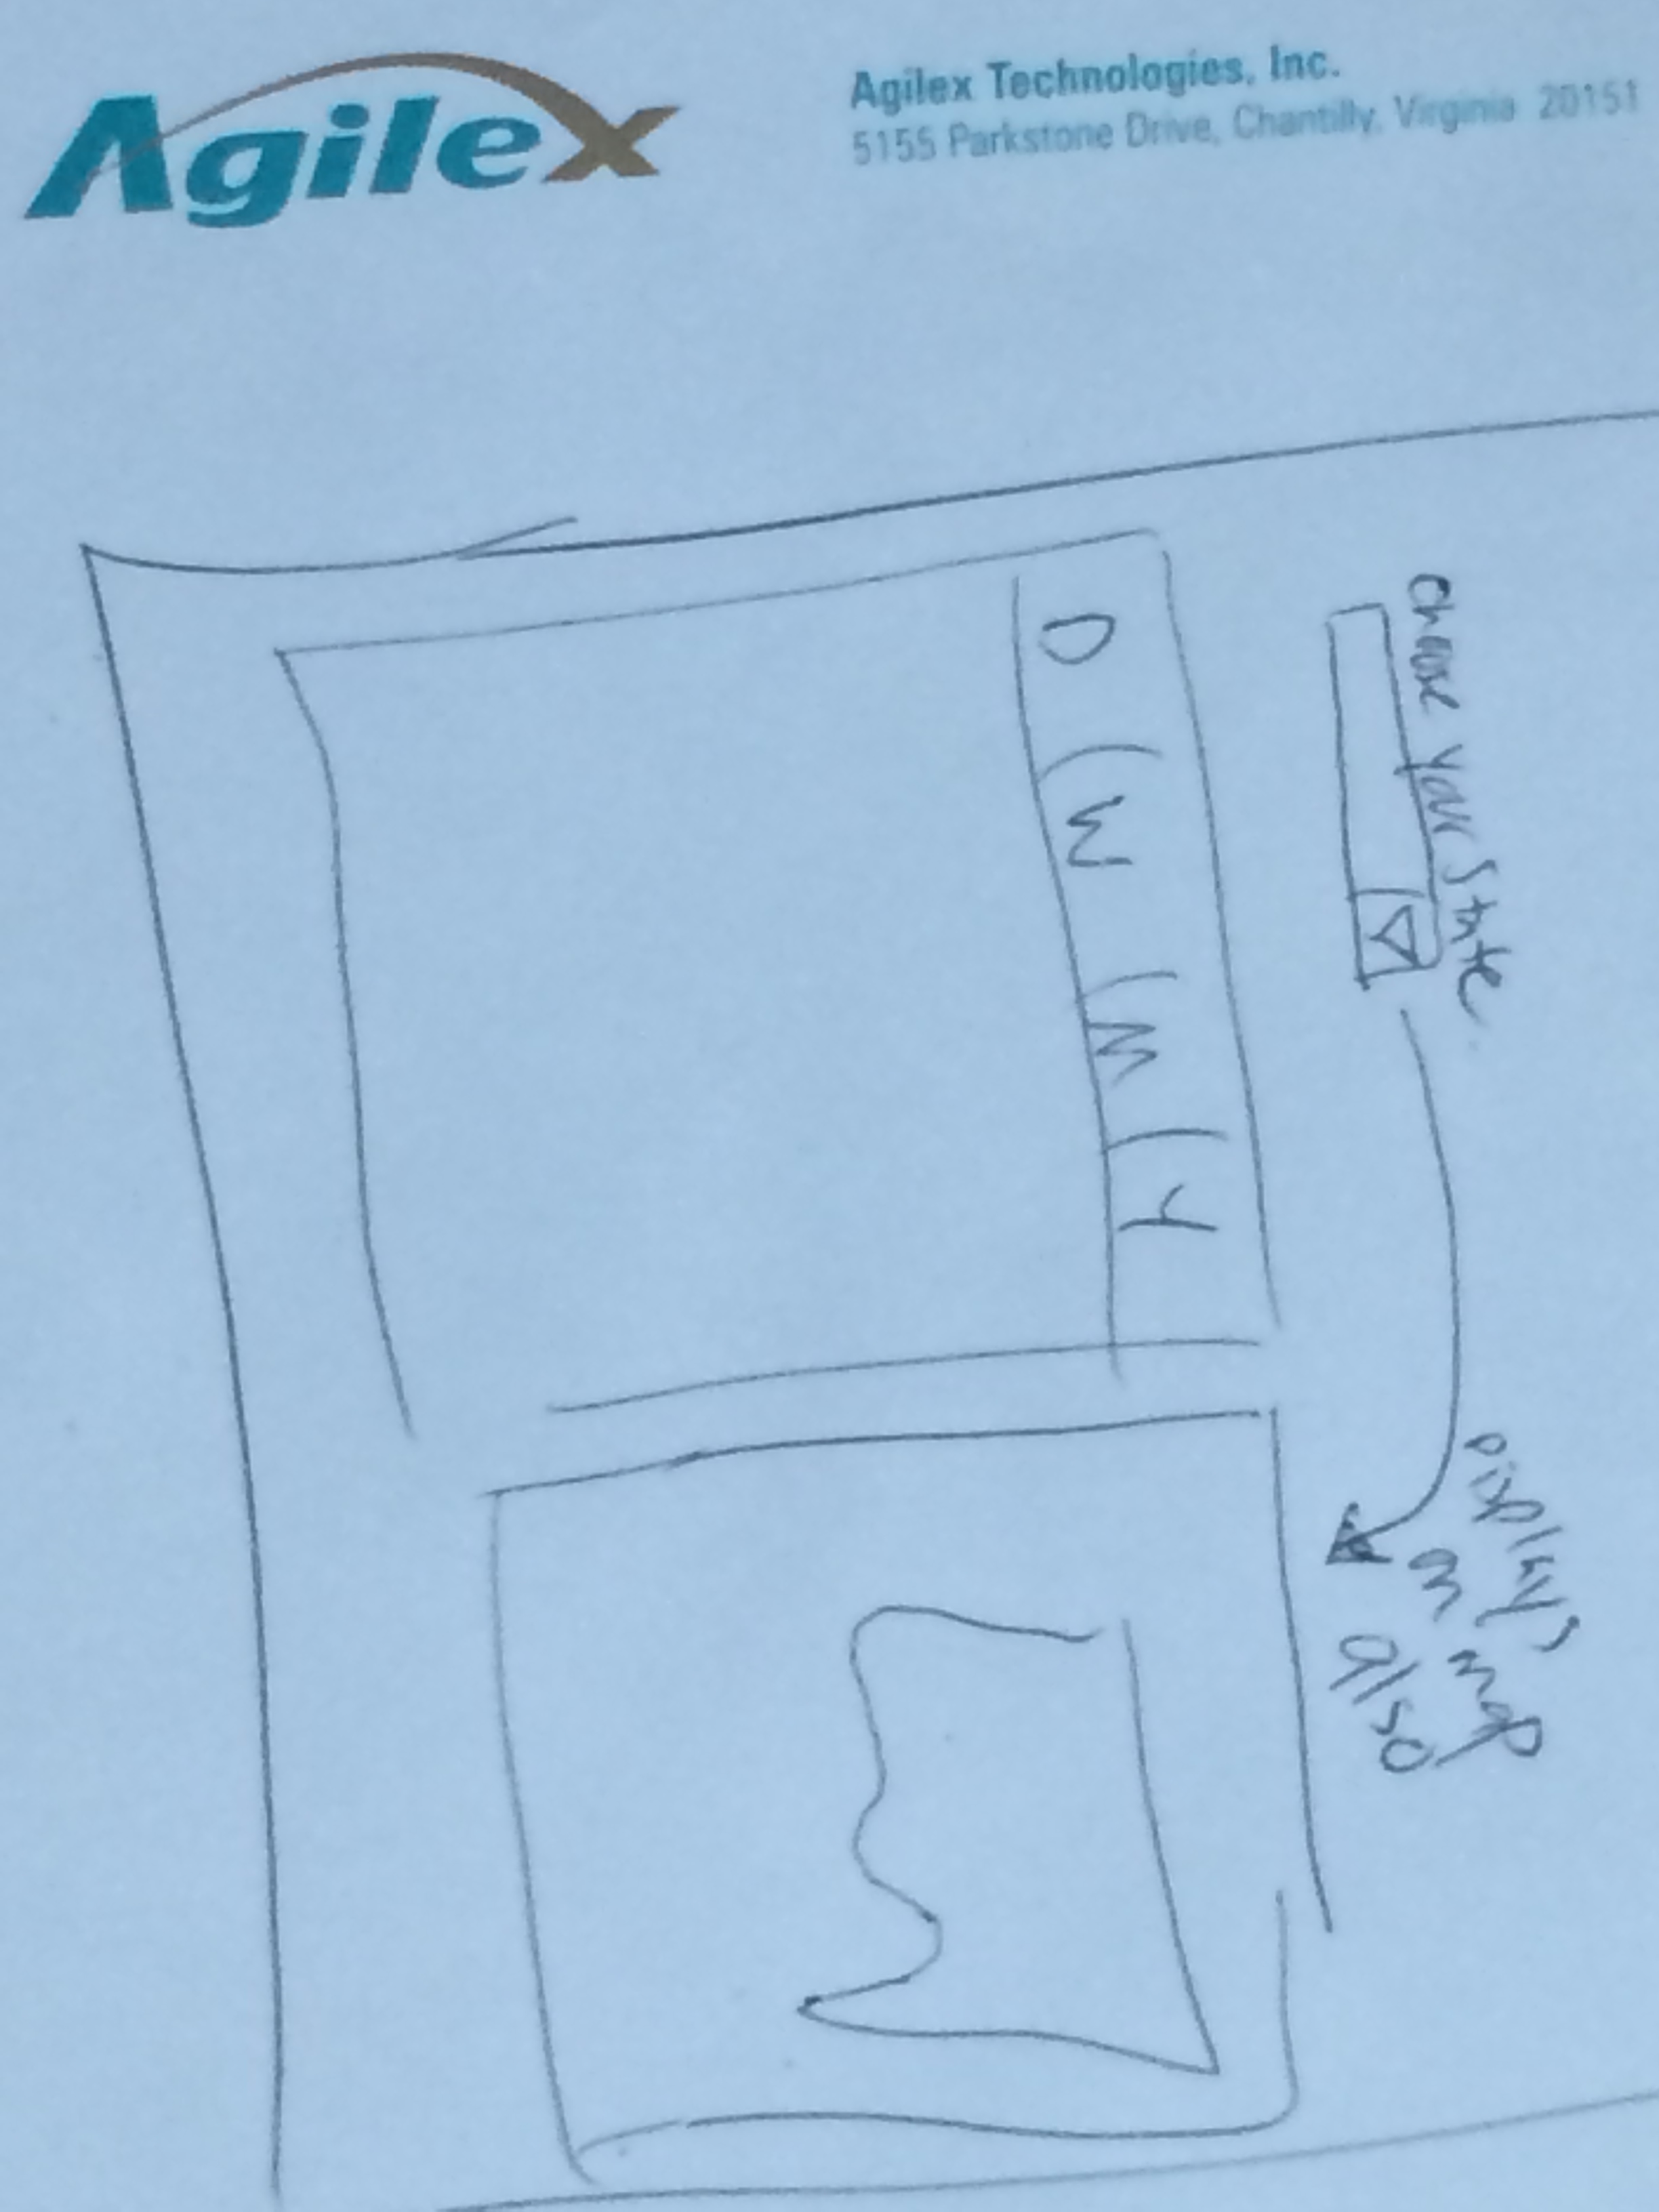 Agilex
Agilex Technologies, Inc.
5155 Parkstone Drive, Chantilly, Virginia 20151
Choose your state
D W M Y
Displays
on map
also